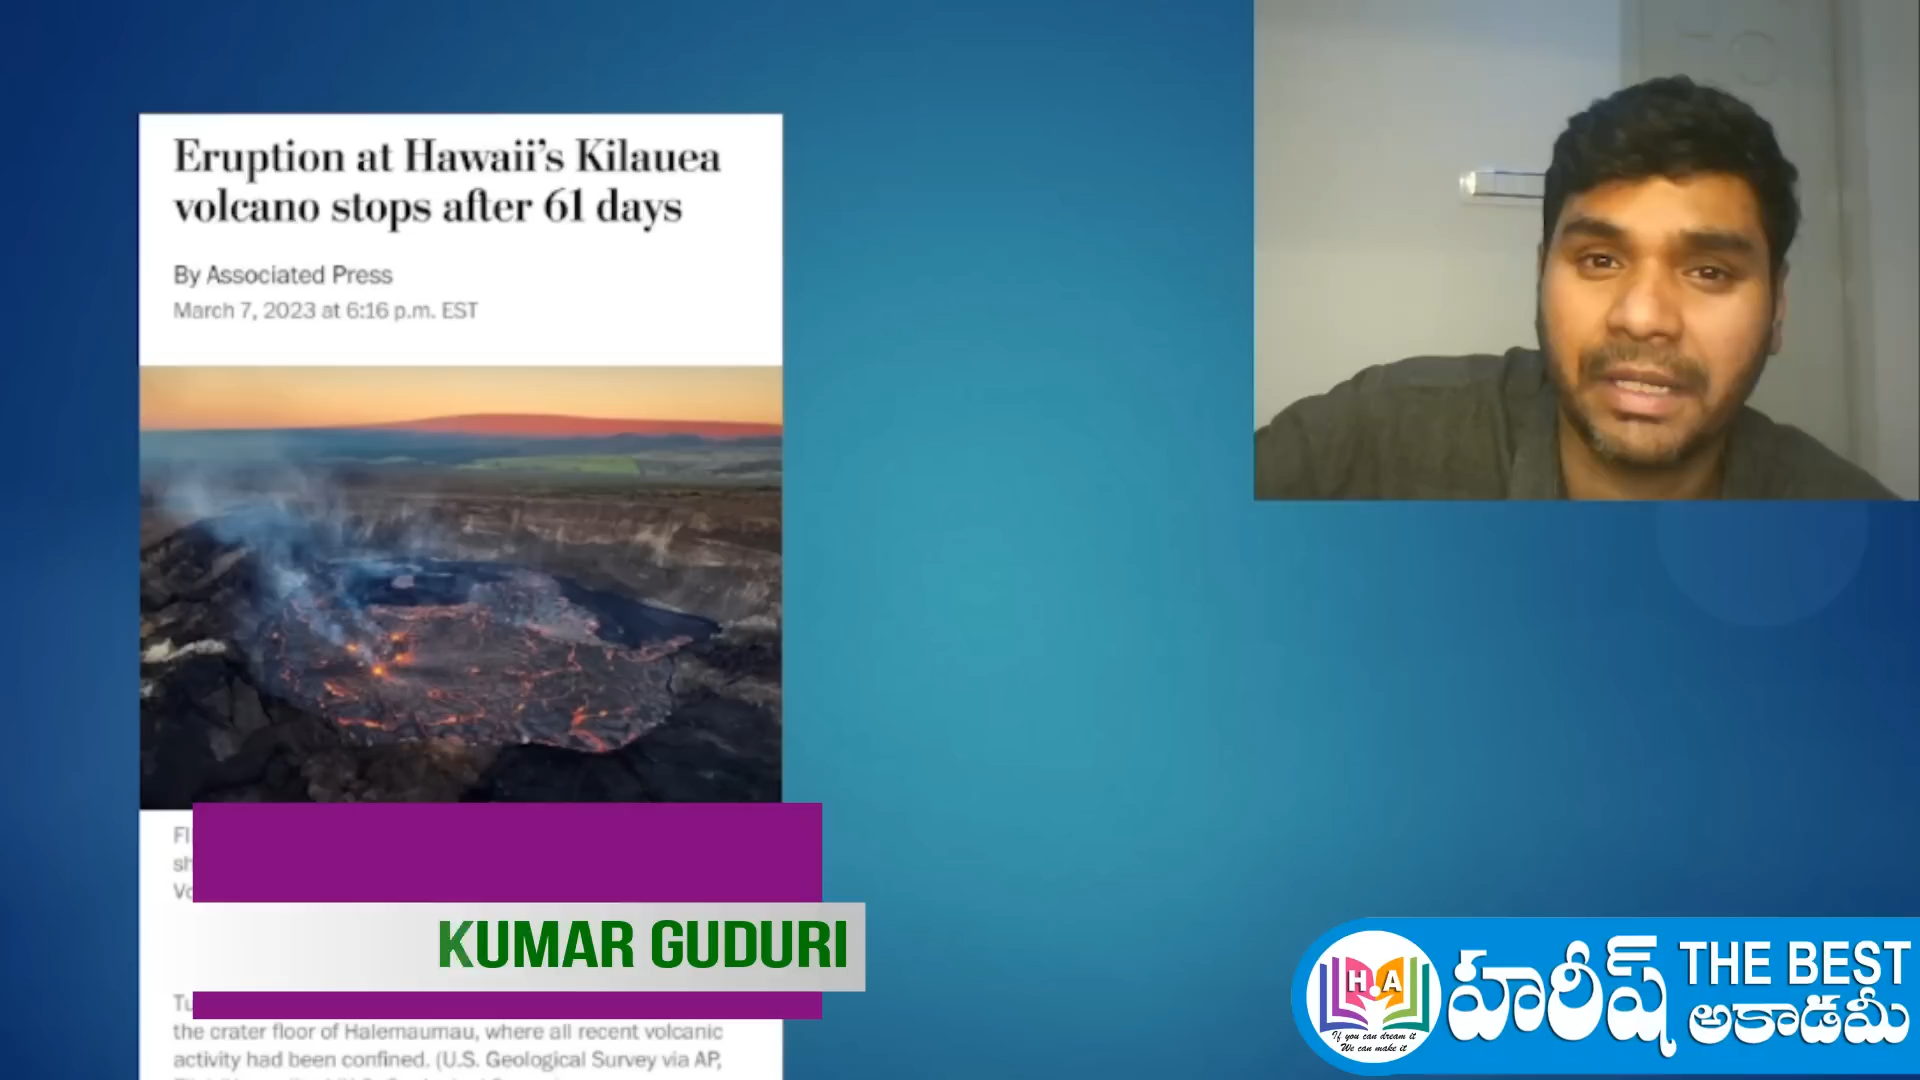 Eruption at Hawaii's Kilauea
volcano stops after 61 days
By Associated Press
March 7, 2023 at 6:16 p.m. EST
KUMAR GUDURI
the crater floor of Halemaumau, where all recent volcanic
activity had been confined. (U.S. Geological Survey via AP,
H.A
If you can dream it
We can make it
హరీష్
THE BEST
అకాడమీ